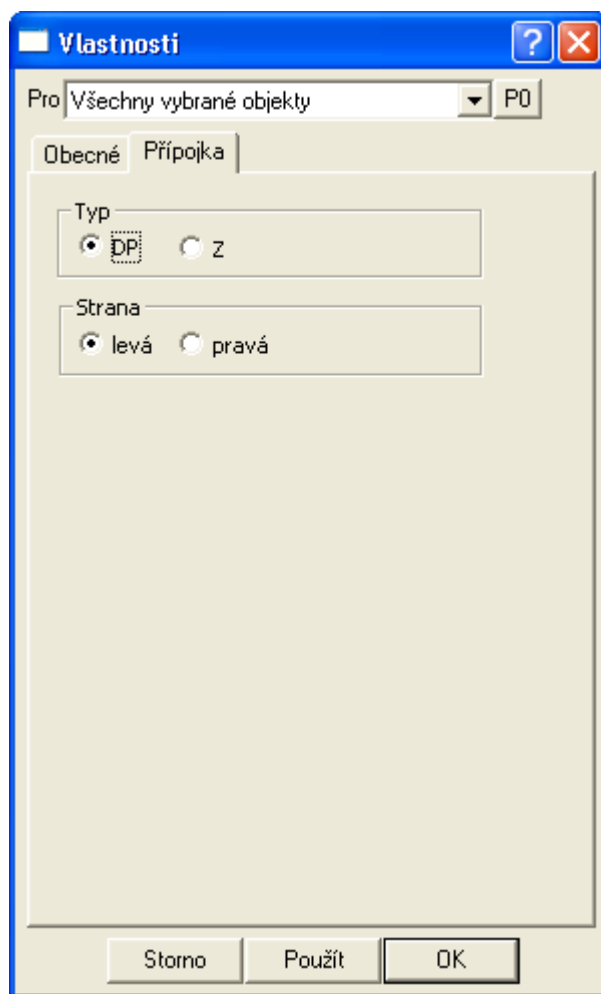 Vlastnosti
Pro Všechny vybrané objekty P0
Obecné Přípojka
Typ
DP Z
Strana
levá pravá
Storno Použít OK